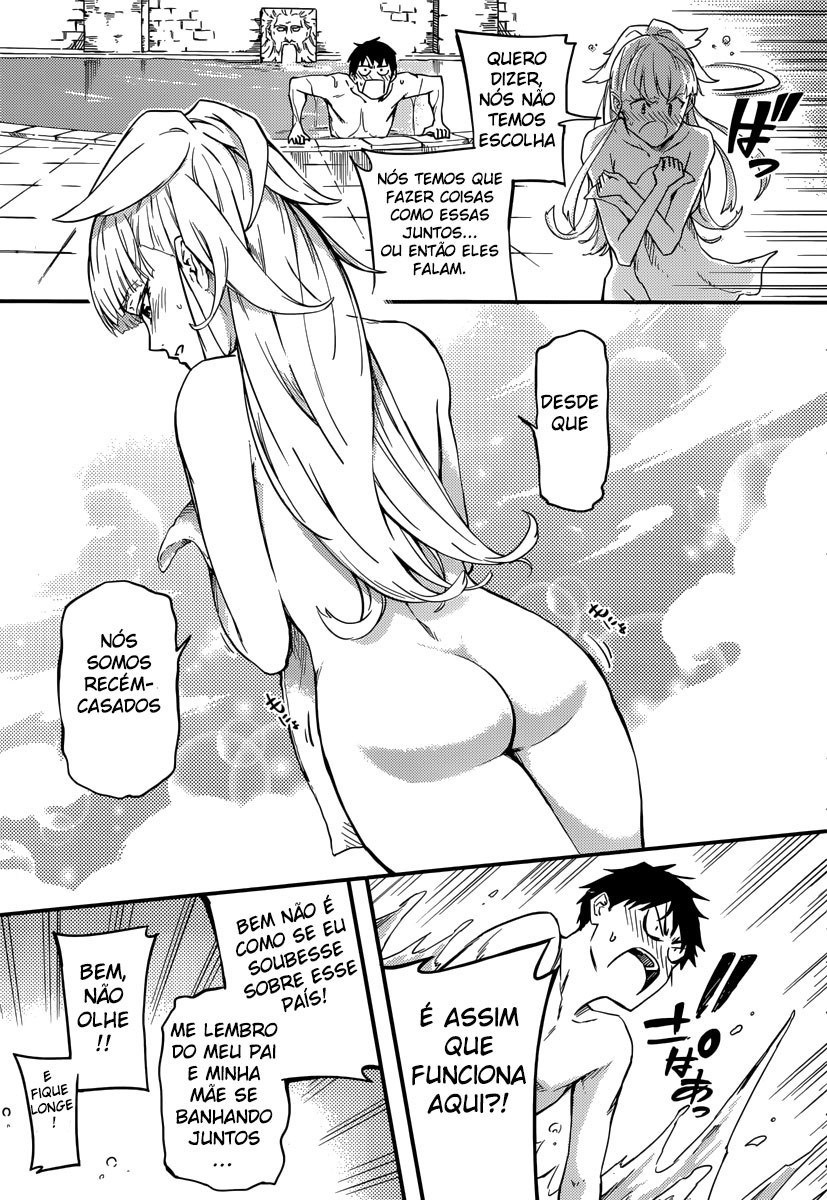 QUERO
DIZER,
NÓS NÃO
TEMOS
ESCOLHA
ばっ
NÓS TEMOS QUE
FAZER COISAS
COMO ESSAS
JUNTOS...
OU ENTÃO ELES
FALAM.
DESDE
QUE
NÓS
SOMOS
RECÉM-
CASADOS
É ASSIM
QUE
FUNCIONA
AQUI?!
BEM NÃO É
COMO SE EU
SOUBESSE
SOBRE ESSE
PAÍS!
ME LEMBRO
DO MEU PAI
E MINHA
MÃE SE
BANHANDO
JUNTOS
...
BEM,
NÃO
OLHE
!!
E
FIQUE
LONGE!